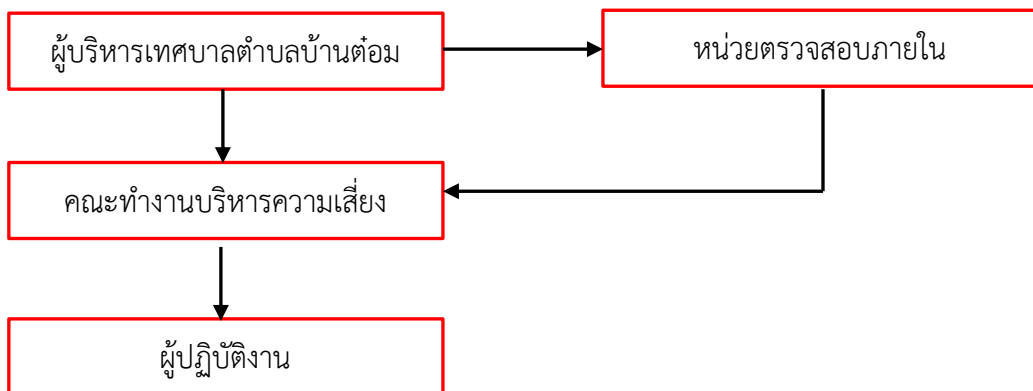 ผู้บริหารเทศบาลตำบลบ้านต๋อม
หน่วยตรวจสอบภายใน
คณะทำงานบริหารความเสี่ยง
ผู้ปฏิบัติงาน